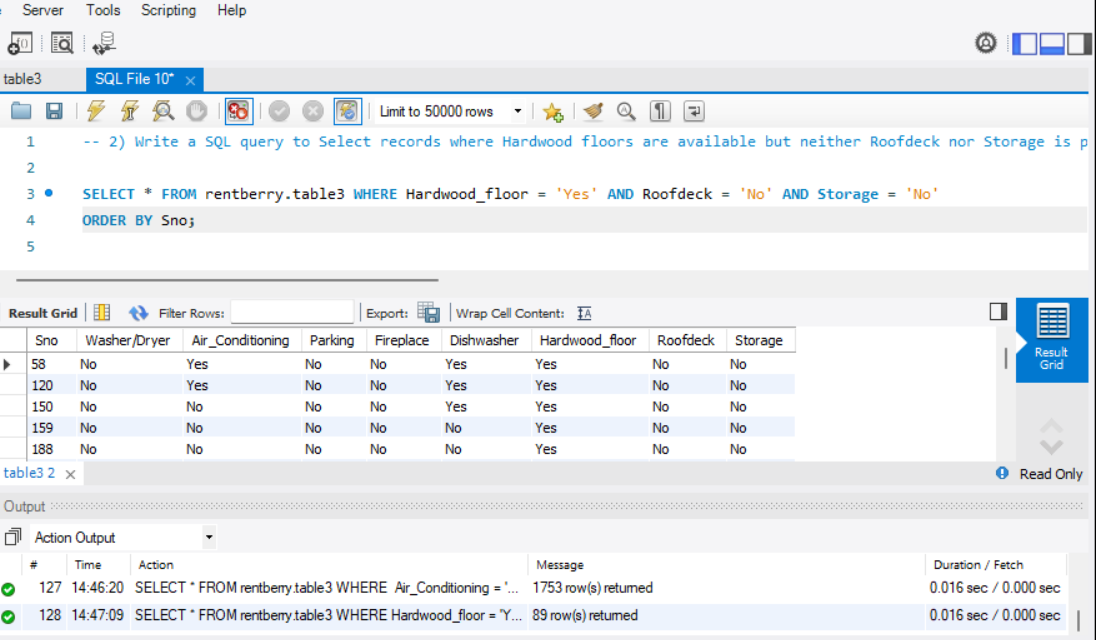 Server Tools Scripting Help
table3 SQL File 10*
Limit to 50000 rows
1 -- 2) Write a SQL query to Select records where Hardwood floors are available but neither Roofdeck nor Storage is p
2
3 SELECT * FROM rentberry.table3 WHERE Hardwood_floor = 'Yes' AND Roofdeck = 'No' AND Storage = 'No'
4 ORDER BY Sno;
5
Result Grid Filter Rows: Export: Wrap Cell Content:
Sno Washer/Dryer Air_Conditioning Parking Fireplace Dishwasher Hardwood_floor Roofdeck Storage
58 No Yes No No Yes Yes No No
120 No Yes No No Yes Yes No No
150 No No No No Yes Yes No No
159 No No No No No Yes No No
188 No No No No No Yes No No
Result
Grid
table3 2 Read Only
Output
Action Output
# Time Action Message Duration / Fetch
127 14:46:20 SELECT * FROM rentberry.table3 WHERE Air_Conditioning = '... 1753 row(s) returned 0.016 sec / 0.000 sec
128 14:47:09 SELECT * FROM rentberry.table3 WHERE Hardwood_floor = 'Y... 89 row(s) returned 0.016 sec / 0.000 sec